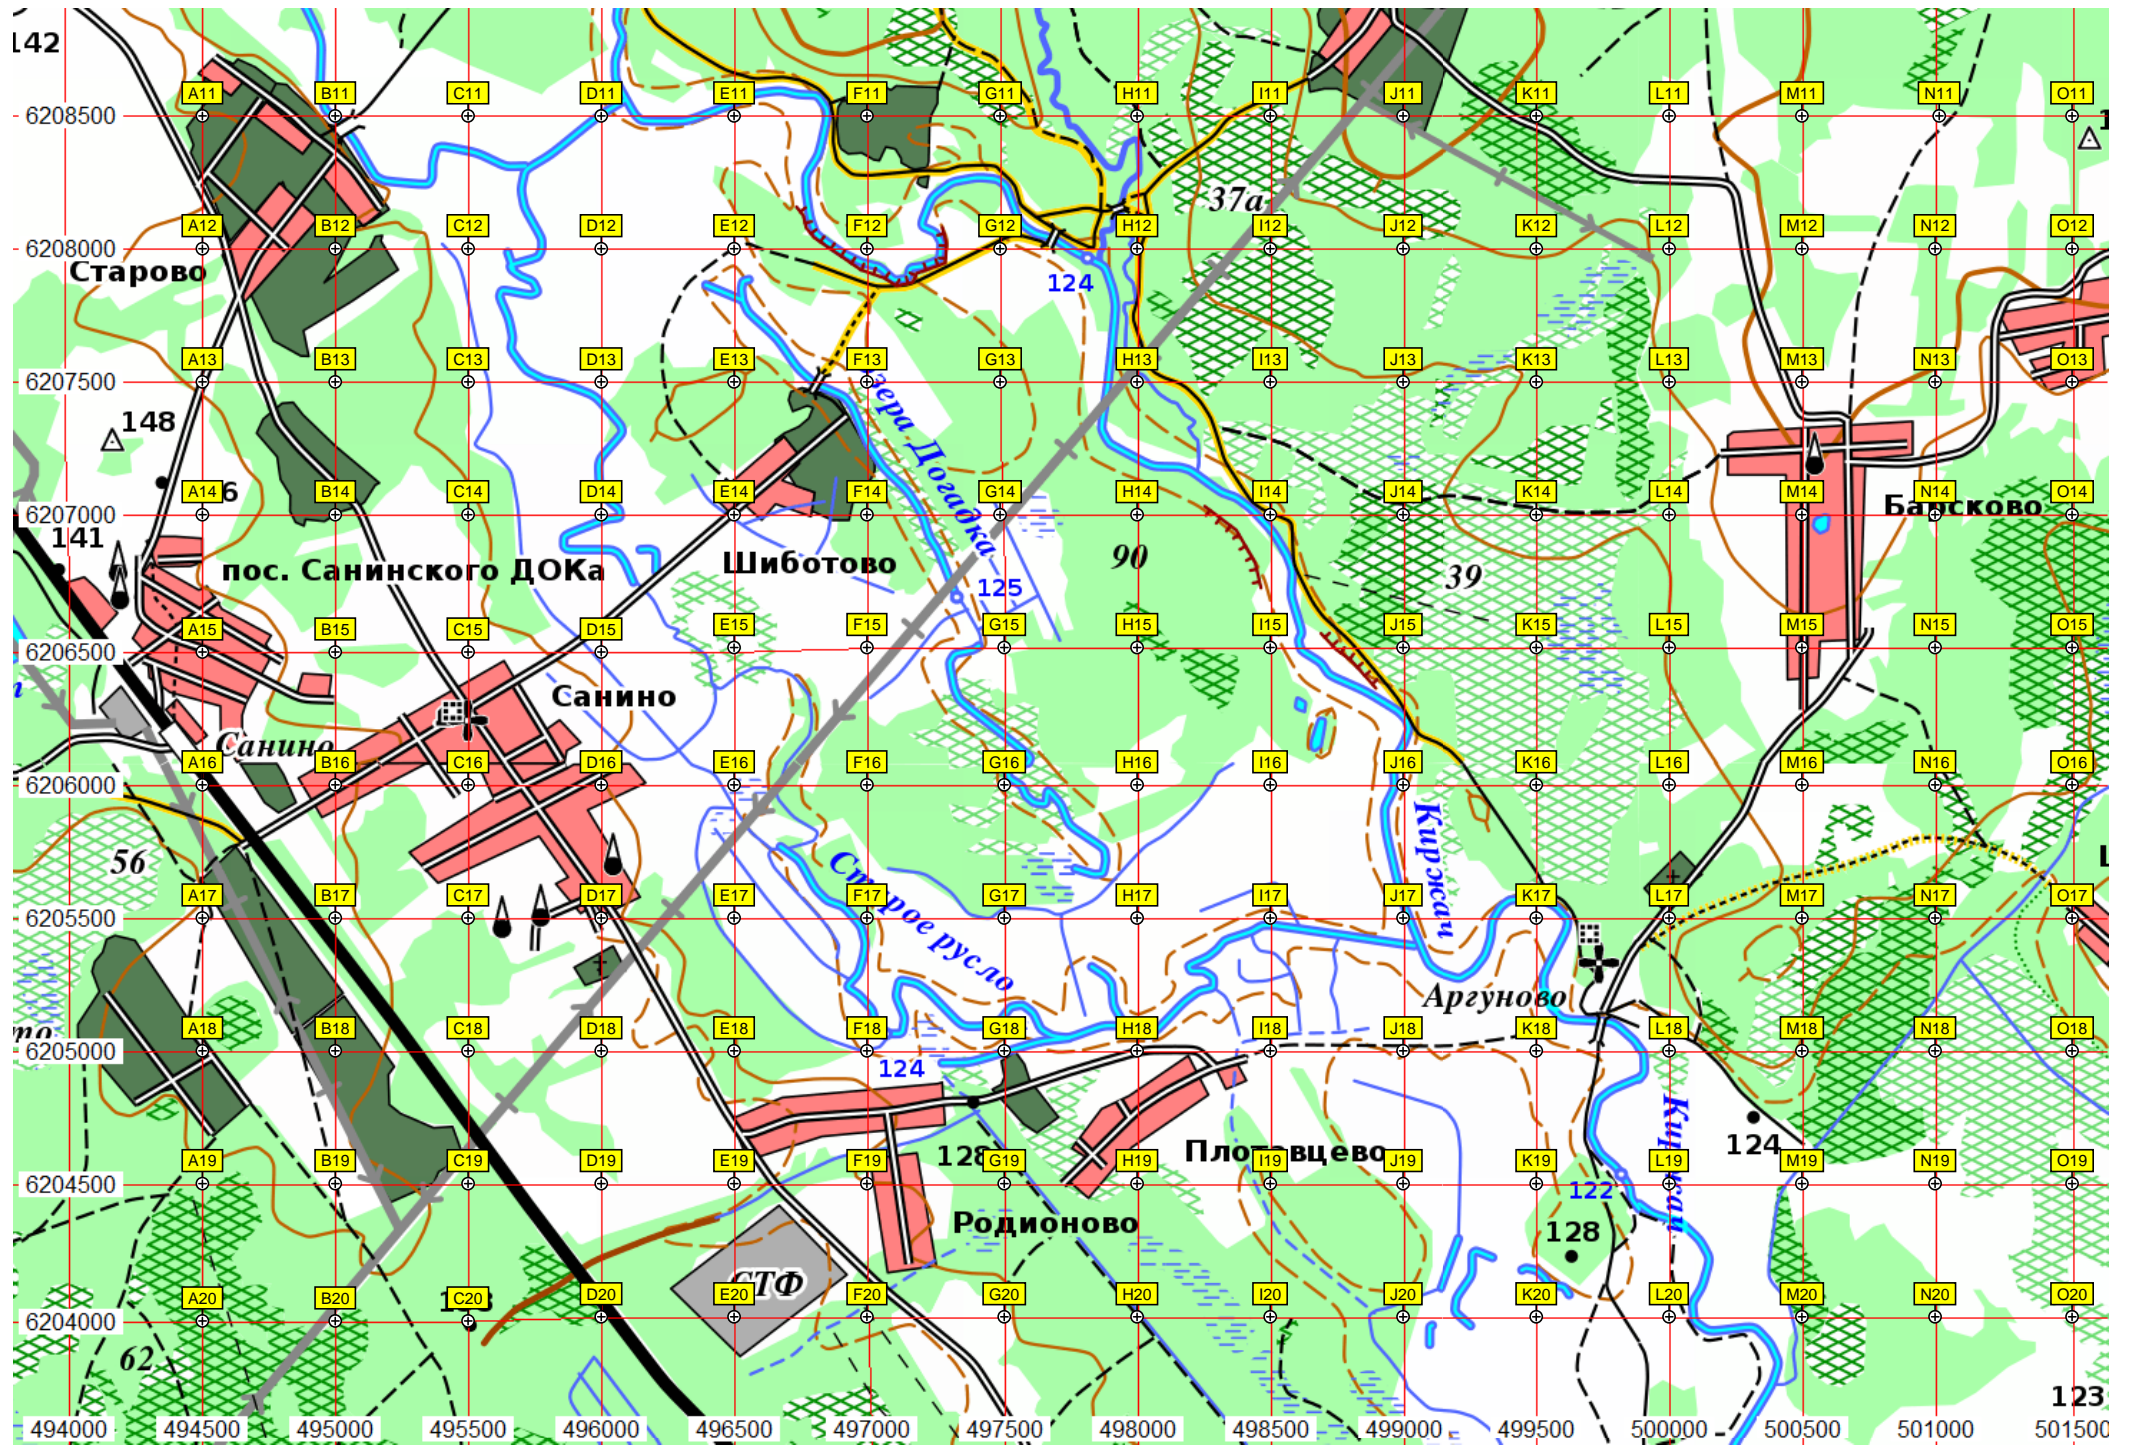 142
A11 B11 C11 D11 E11 F11 G11 H11 I11 J11 K11 L11 M11 N11 O11
6208500
37а
A12 B12 C12 D12 E12 F12 G12 H12 I12 J12 K12 L12 M12 N12 O12
6208000
Старово
124
A13 B13 C13 D13 E13 F13 G13 H13 I13 J13 K13 L13 M13 N13 O13
6207500
148
зера Догадка
A14 B14 C14 D14 E14 F14 G14 H14 I14 J14 K14 L14 M14 N14 O14
6207000
Барсково
141
пос. Санинского ДОКа
Шиботово
90
39
125
A15 B15 C15 D15 E15 F15 G15 H15 I15 J15 K15 L15 M15 N15 O15
6206500
Санино
Санино
A16 B16 C16 D16 E16 F16 G16 H16 I16 J16 K16 L16 M16 N16 O16
6206000
Киржач
56
Старое русло
A17 B17 C17 D17 E17 F17 G17 H17 I17 J17 K17 L17 M17 N17 O17
6205500
Аргуново
A18 B18 C18 D18 E18 F18 G18 H18 I18 J18 K18 L18 M18 N18 O18
6205000
124
Киржач
124
128
Плотавцево
A19 B19 C19 D19 E19 F19 G19 H19 I19 J19 K19 L19 M19 N19 O19
6204500
122
Родионово
128
СТФ
A20 B20 C20 D20 E20 F20 G20 H20 I20 J20 K20 L20 M20 N20 O20
6204000
62
123
494000 494500 495000 495500 496000 496500 497000 497500 498000 498500 499000 499500 500000 500500 501000 501500